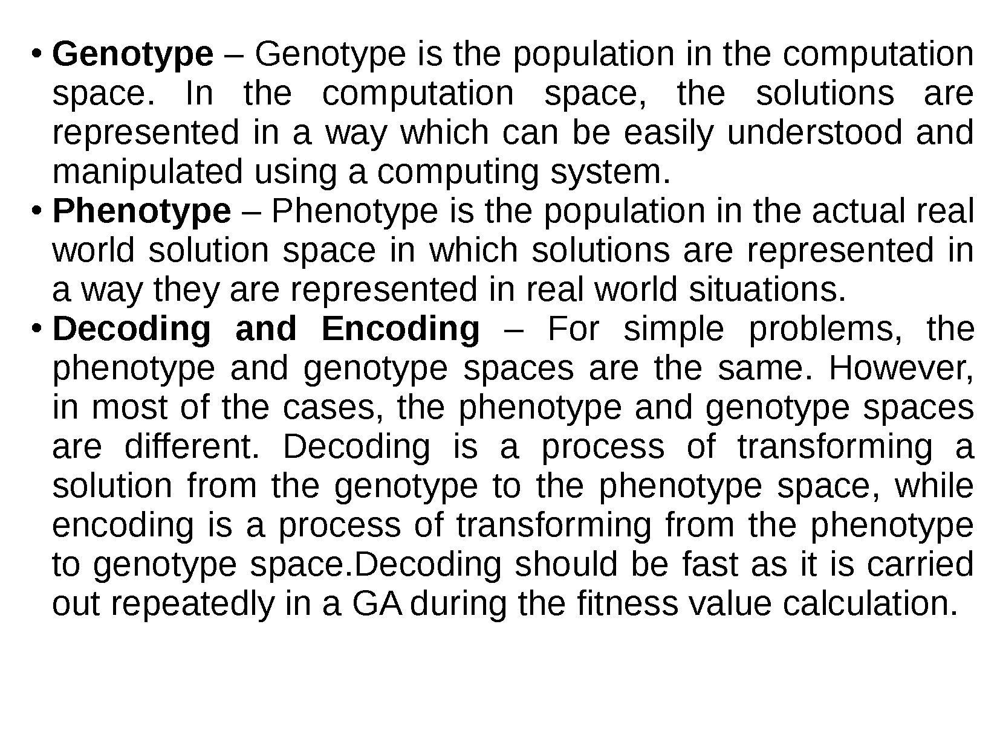 • Genotype – Genotype is the population in the computation
space. In the computation space, the solutions are
represented in a way which can be easily understood and
manipulated using a computing system.
• Phenotype – Phenotype is the population in the actual real
world solution space in which solutions are represented in
a way they are represented in real world situations.
• Decoding and Encoding – For simple problems, the
phenotype and genotype spaces are the same. However,
in most of the cases, the phenotype and genotype spaces
are different. Decoding is a process of transforming a
solution from the genotype to the phenotype space, while
encoding is a process of transforming from the phenotype
to genotype space.Decoding should be fast as it is carried
out repeatedly in a GA during the fitness value calculation.